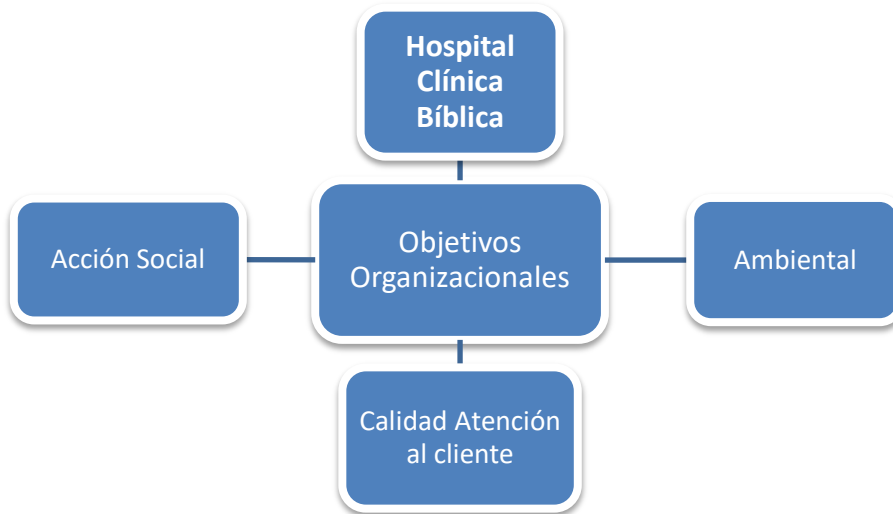 Hospital
Clínica
Bíblica
Acción Social
Objetivos
Organizacionales
Ambiental
Calidad Atención
al cliente